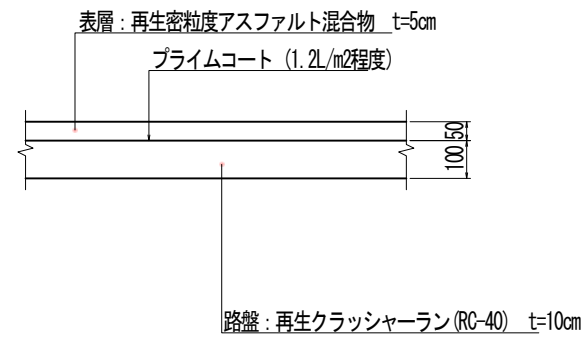 表層：再生密粒度アスファルト混合物 t=5cm
プライムコート (1.2L/m2程度)
50
100
路盤：再生クラッシャーラン(RC-40) t=10cm